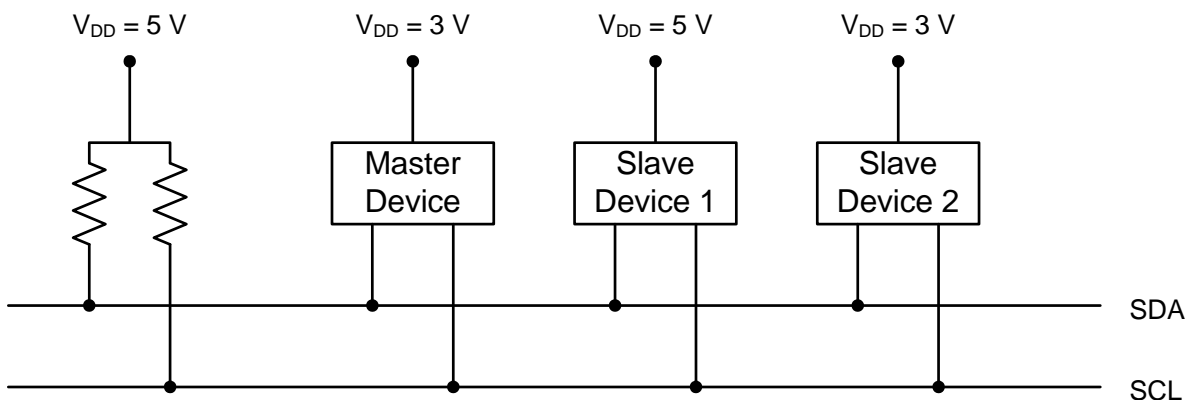 V_DD = 5 V
V_DD = 3 V
V_DD = 5 V
V_DD = 3 V
Master
Device
Slave
Device 1
Slave
Device 2
SDA
SCL